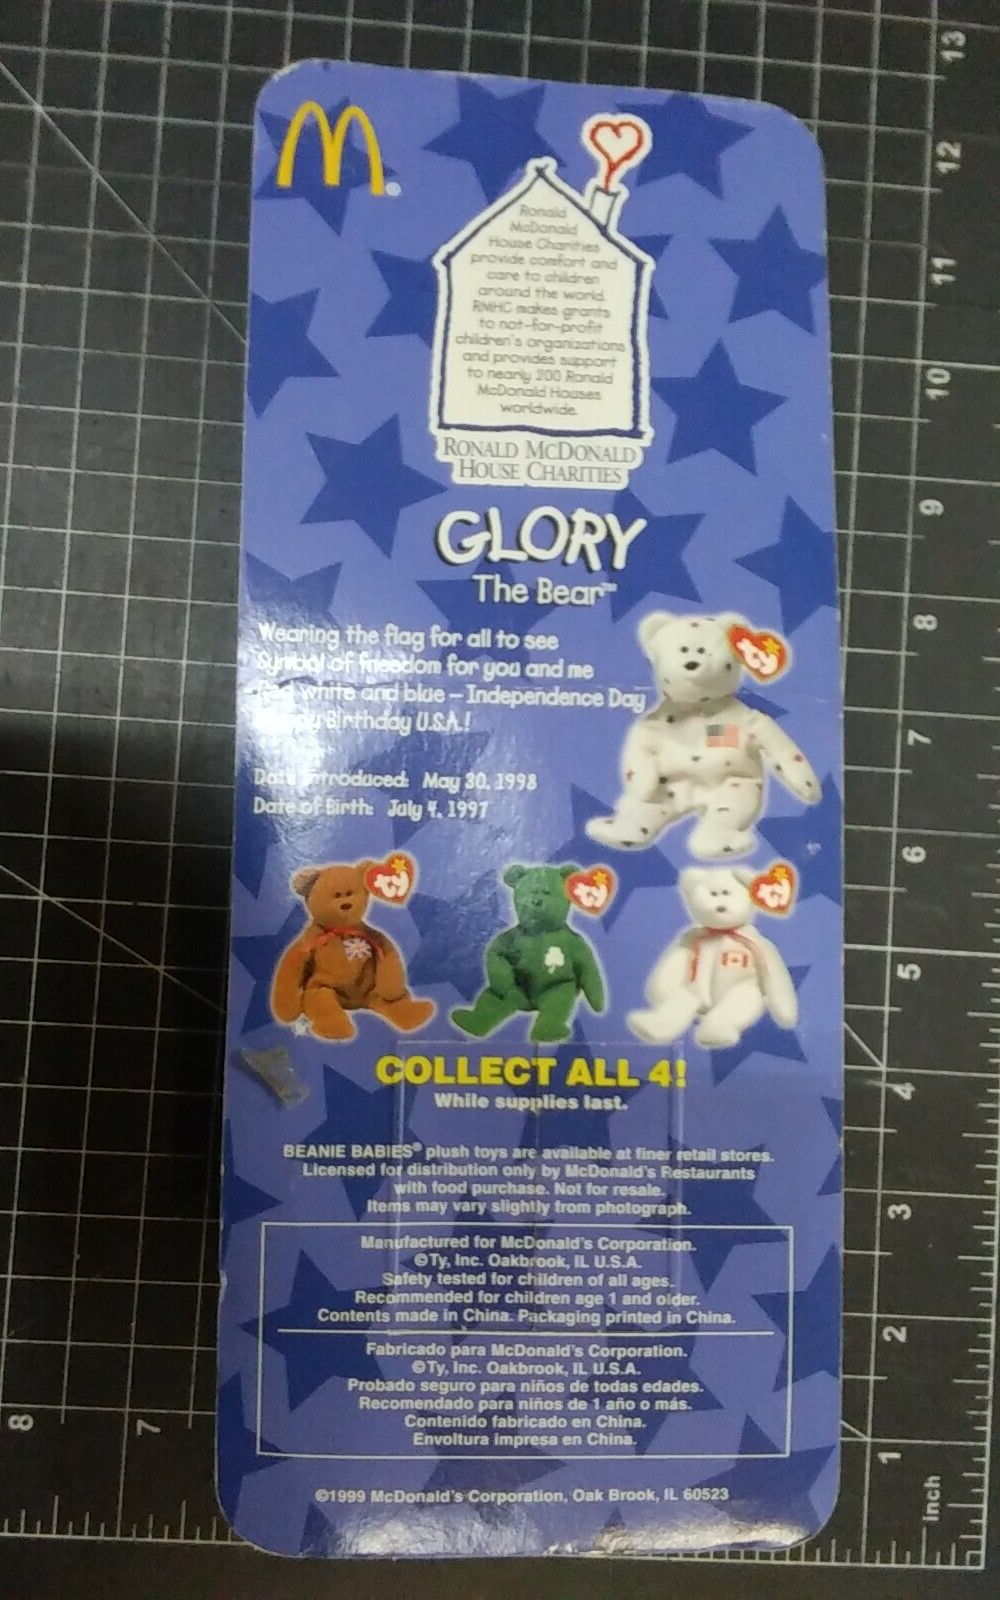 M®
Ronald
McDonald
House Charities
provide comfort and
care to children
around the world.
RMHC makes grants
to not-for-profit
children's organizations
and provides support
to nearly 200 Ronald
McDonald Houses
worldwide.
RONALD MCDONALD
HOUSE CHARITIES
GLORY
The Bear™
Wearing the flag for all to see
Symbol of freedom for you and me
Red white and blue – Independence Day
Birthday U.S.A.!
Date Introduced: May 30, 1998
Date of Birth: July 4, 1997
ty
ty
ty
ty
COLLECT ALL 4!
While supplies last.
BEANIE BABIES® plush toys are available at finer retail stores.
Licensed for distribution only by McDonald's Restaurants
with food purchase. Not for resale.
Items may vary slightly from photograph.
Manufactured for McDonald's Corporation.
©Ty, Inc. Oakbrook, IL U.S.A.
Safety tested for children of all ages.
Recommended for children age 1 and older.
Contents made in China. Packaging printed in China.
Fabricado para McDonald's Corporation.
©Ty, Inc. Oakbrook, IL U.S.A.
Probado seguro para niños de todas edades.
Recomendado para niños de 1 año o más.
Contenido fabricado en China.
Envoltura impresa en China.
©1999 McDonald's Corporation, Oak Brook, IL 60523
13
12
11
10
9
8
7
6
5
4
3
2
1
inch
8
7